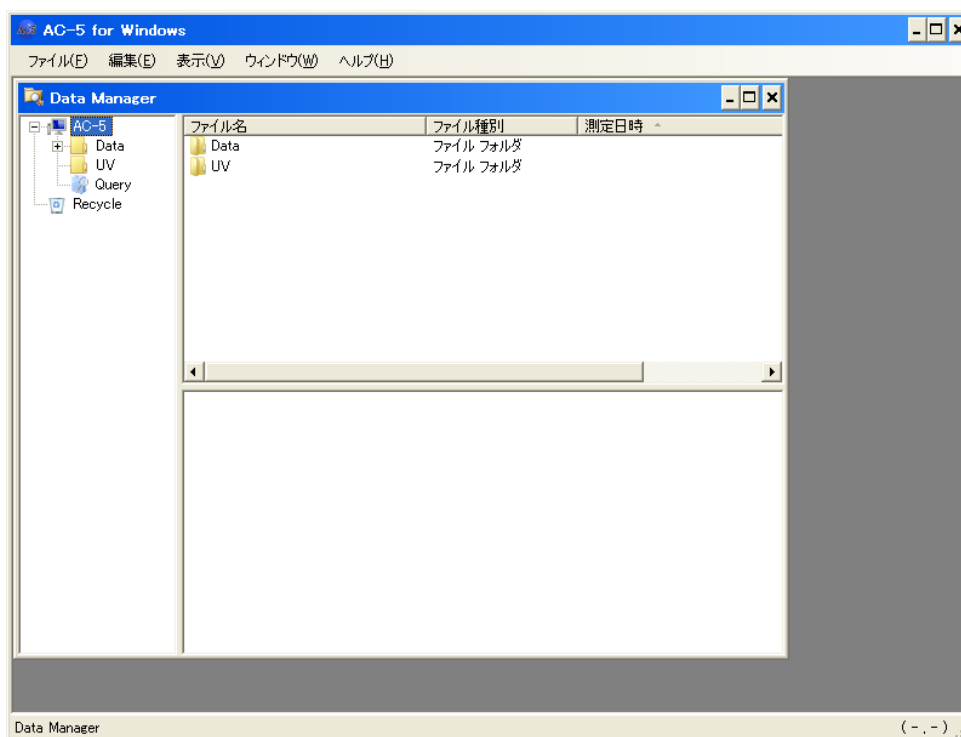 AC-5 for Windows
ファイル(F) 編集(E) 表示(V) ウィンドウ(W) ヘルプ(H)
Data Manager
AC-5
Data
UV
Query
Recycle
ファイル名 ファイル種別 測定日時
Data ファイル フォルダ
UV ファイル フォルダ
Data Manager (-,-)